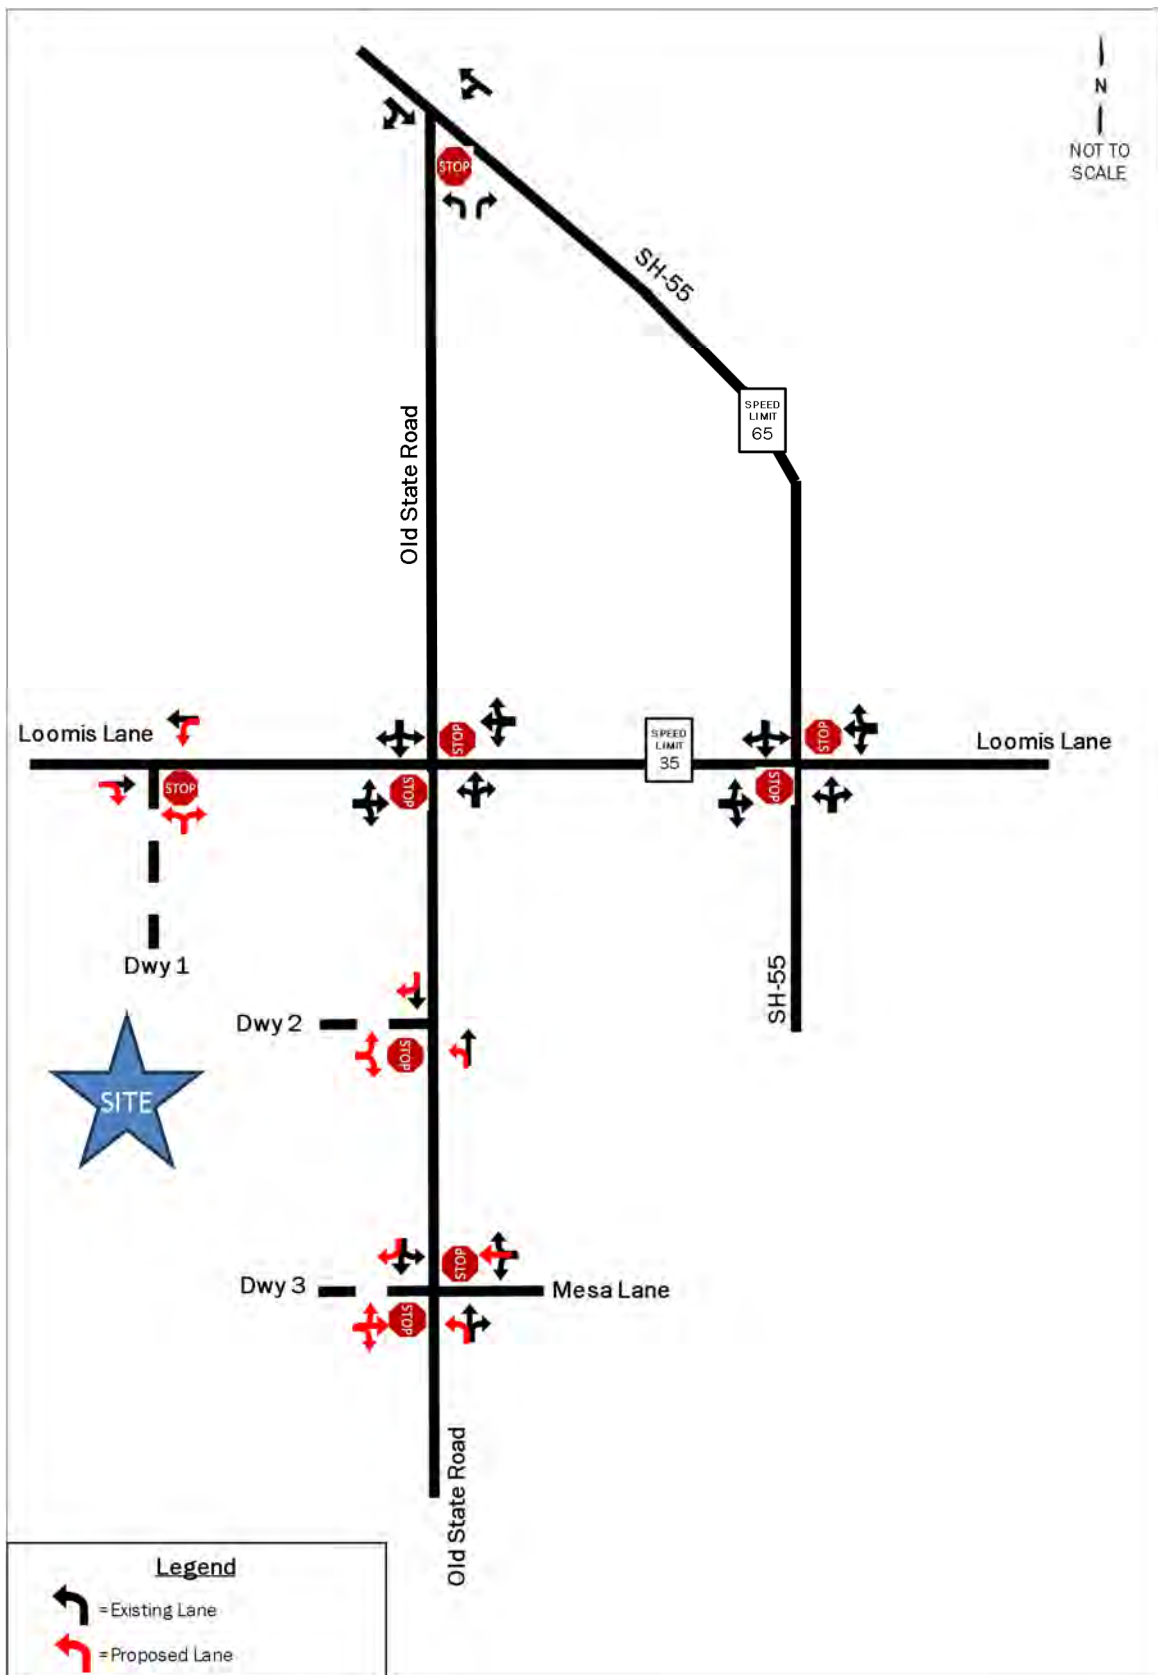 N
NOT TO
SCALE
STOP
SH-55
SPEED
LIMIT
65
Old State Road
Loomis Lane
STOP
SPEED
LIMIT
35
STOP
Loomis Lane
STOP
STOP
STOP
Dwy 1
SH-55
Dwy 2
STOP
SITE
STOP
Dwy 3
Mesa Lane
STOP
Old State Road
Legend
=Existing Lane
=Proposed Lane